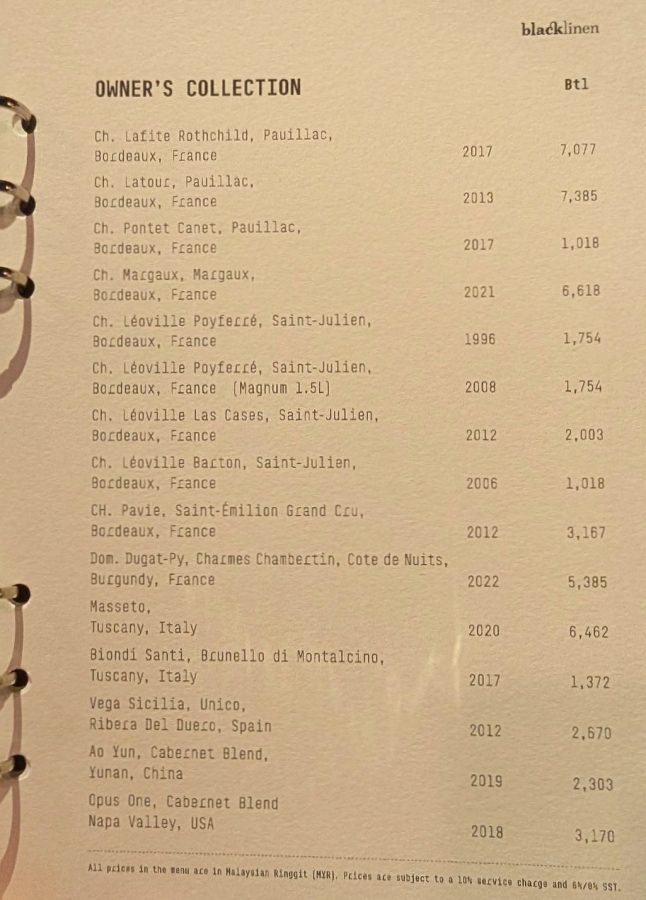 blacklinen
OWNER'S COLLECTION Btl
Ch. Lafite Rothchild, Pauillac,
Bordeaux, France 2017 7,077
Ch. Latour, Pauillac,
Bordeaux, France 2013 7,385
Ch. Pontet Canet, Pauillac,
Bordeaux, France 2017 1,018
Ch. Margaux, Margaux,
Bordeaux, France 2021 6,618
Ch. Léoville Poyferré, Saint-Julien,
Bordeaux, France 1996 1,754
Ch. Léoville Poyferré, Saint-Julien,
Bordeaux, France (Magnum 1.5L) 2008 1,754
Ch. Léoville Las Cases, Saint-Julien,
Bordeaux, France 2012 2,003
Ch. Léoville Barton, Saint-Julien,
Bordeaux, France 2006 1,018
CH. Pavie, Saint-Émilion Grand Cru,
Bordeaux, France 2012 3,167
Dom. Dugat-Py, Charmes Chambertin, Cote de Nuits,
Burgundy, France 2022 5,385
Masseto,
Tuscany, Italy 2020 6,462
Biondi Santi, Brunello di Montalcino,
Tuscany, Italy 2017 1,372
Vega Sicilia, Unico,
Ribera Del Duero, Spain 2012 2,670
Ao Yun, Cabernet Blend,
Yunan, China 2019 2,303
Opus One, Cabernet Blend
Napa Valley, USA 2018 3,170
All prices in the menu are in Malaysian Ringgit (MYR). Prices are subject to a 10% service charge and 6%/8% SST.